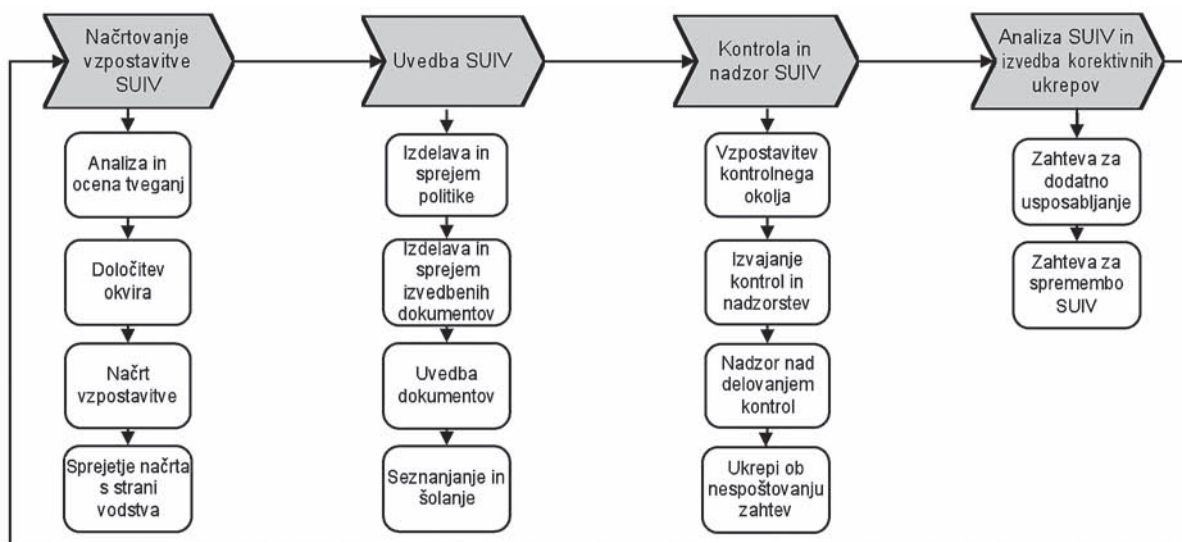 Načrtovanje
vzpostavitve
SUIV
Analiza in
ocena tveganj
Določitev
okvira
Načrt
vzpostavitve
Sprejetje načrta
s strani
vodstva
Uvedba SUIV
Izdelava in
sprejem
politike
Izdelava in
sprejem
izvedbenih
dokumentov
Uvedba
dokumentov
Seznanjanje in
šolanje
Kontrola in
nadzor SUIV
Vzpostavitev
kontrolnega
okolja
Izvajanje
kontrol in
nadzorstev
Nadzor nad
delovanjem
kontrol
Ukrepi ob
nespoštovanju
zahtev
Analiza SUIV in
izvedba korektivnih
ukrepov
Zahteva za
dodatno
usposabljanje
Zahteva za
spremembo
SUIV